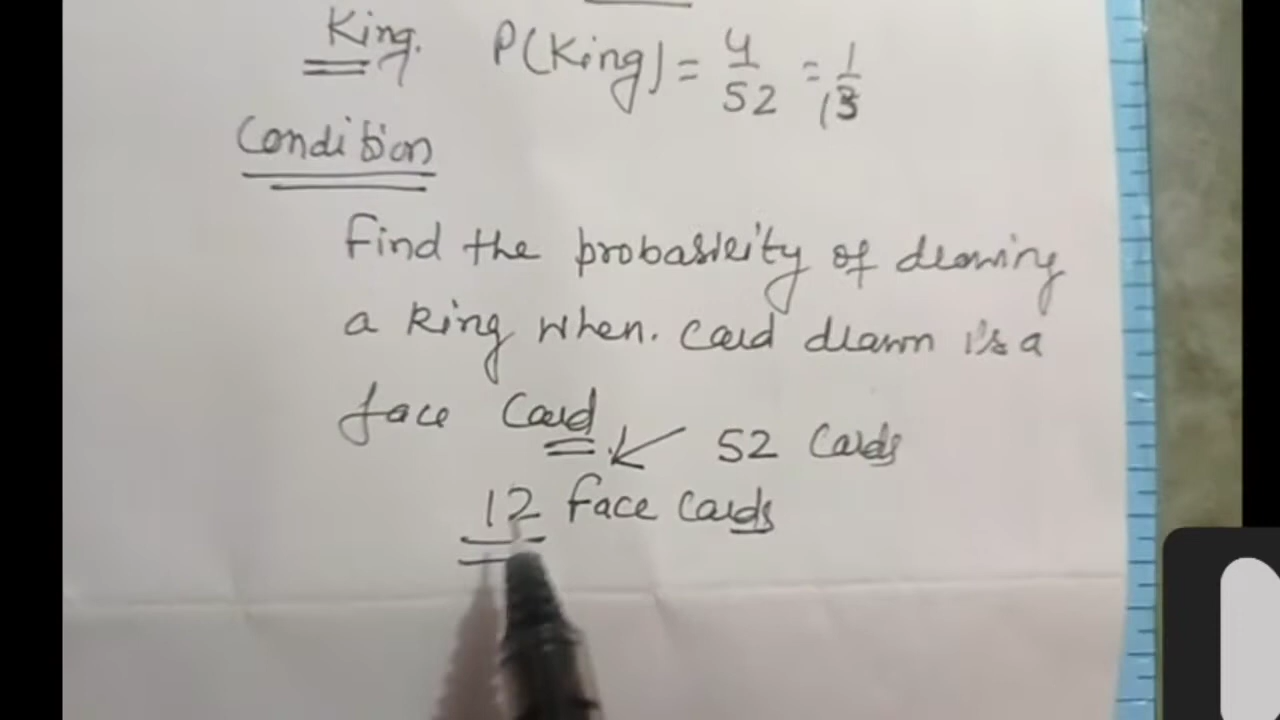 King. P(King) = 4/52 = 1/13
Condition
Find the probability of drawing
a King when. Card drawn is a
face Card
52 Cards
12 Face Cards